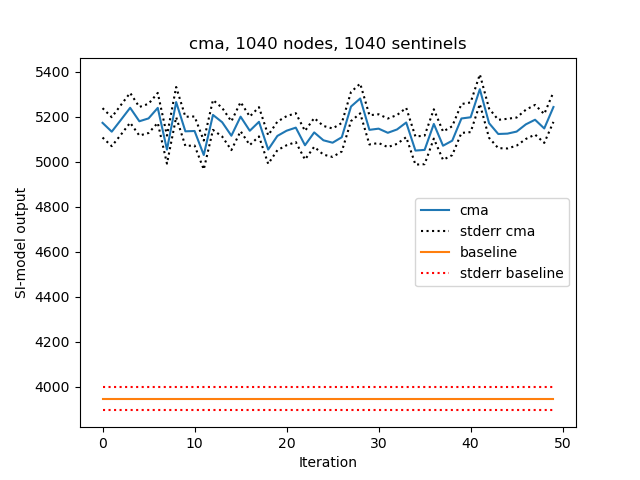 cma, 1040 nodes, 1040 sentinels
5400
5200
5000
4800
4600
4400
4200
4000
SI-model output
cma
stderr cma
baseline
stderr baseline
0 10 20 30 40 50
Iteration